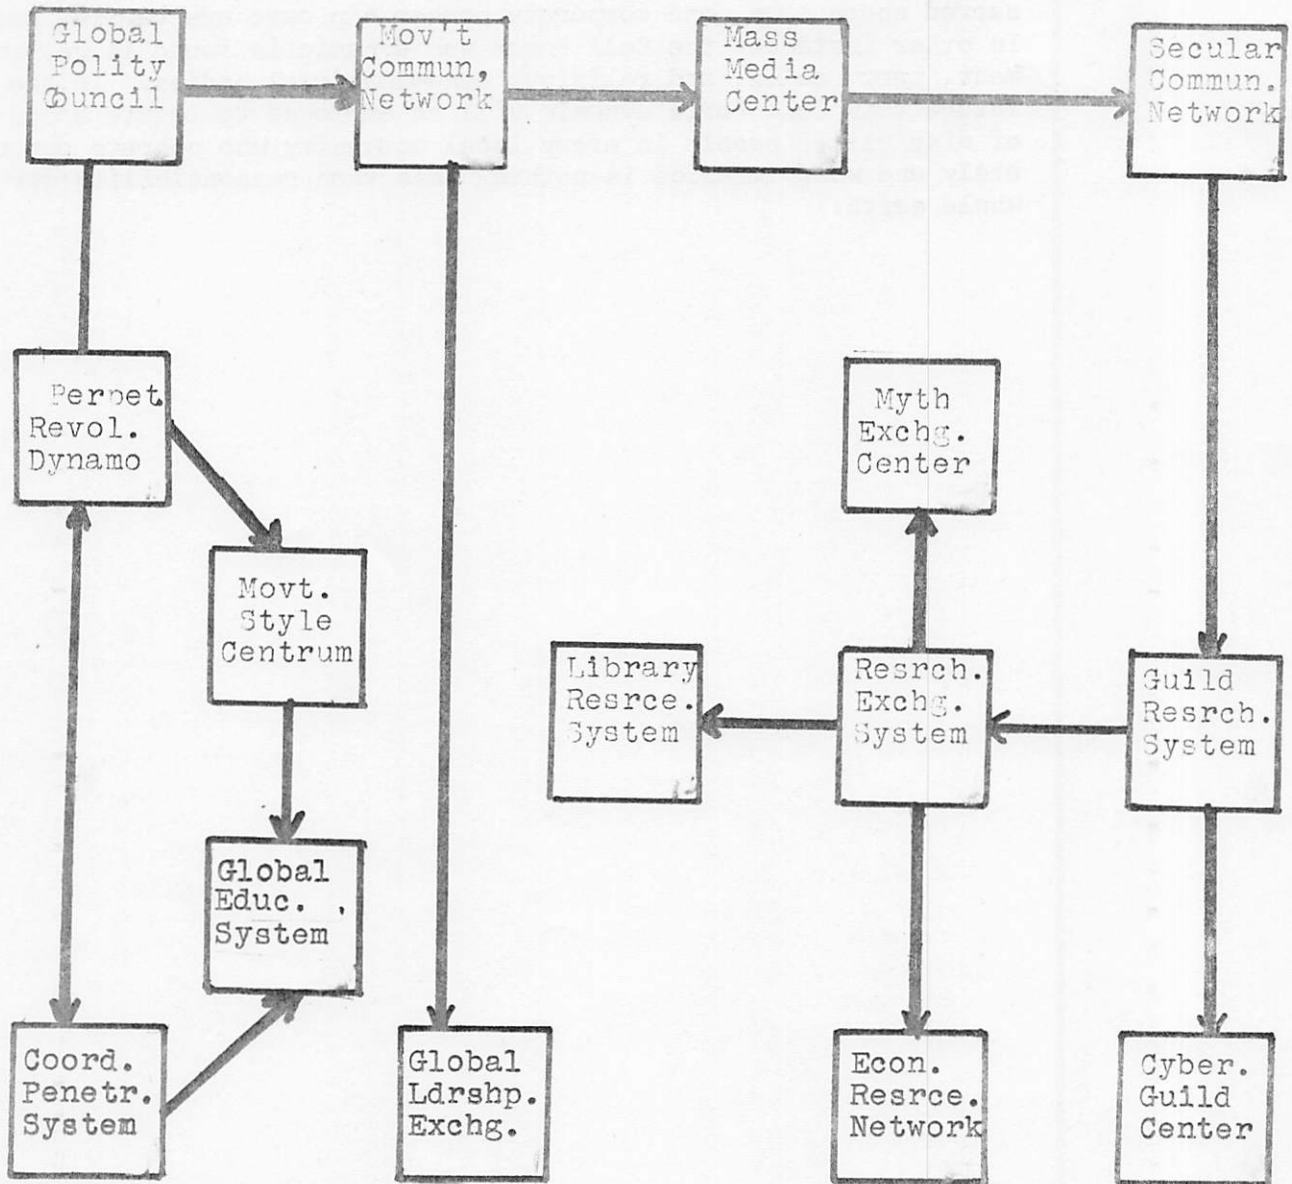 Global
Polity
Council
Mov't
Commun,
Network
Mass
Media
Center
Secular
Commun.
Network
Perpet
Revol.
Dynamo
Myth
Exchg.
Center
Movt.
Style
Centrum
Library
Resrce.
System
Resrch.
Exchg.
System
Guild
Resrch.
System
Global
Educ. ,
System
Coord.
Penetr.
System
Global
Ldrshp.
Exchg.
Econ.
Resrce.
Network
Cyber.
Guild
Center